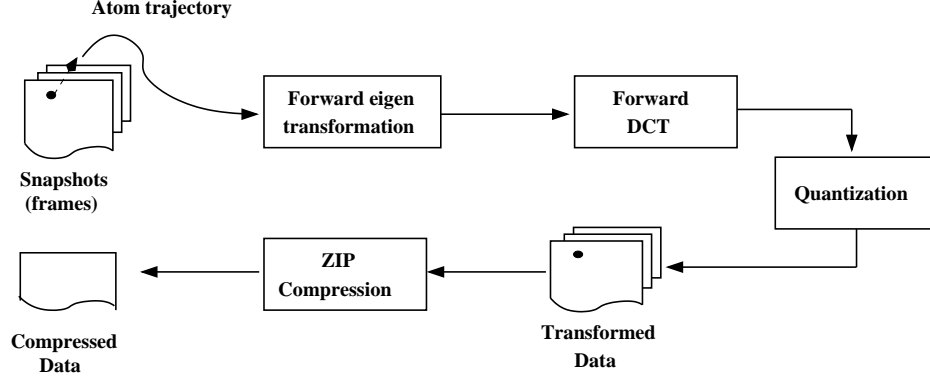 Atom trajectory
Snapshots
(frames)
Forward eigen
transformation
Forward
DCT
Quantization
Transformed
Data
ZIP
Compression
Compressed
Data